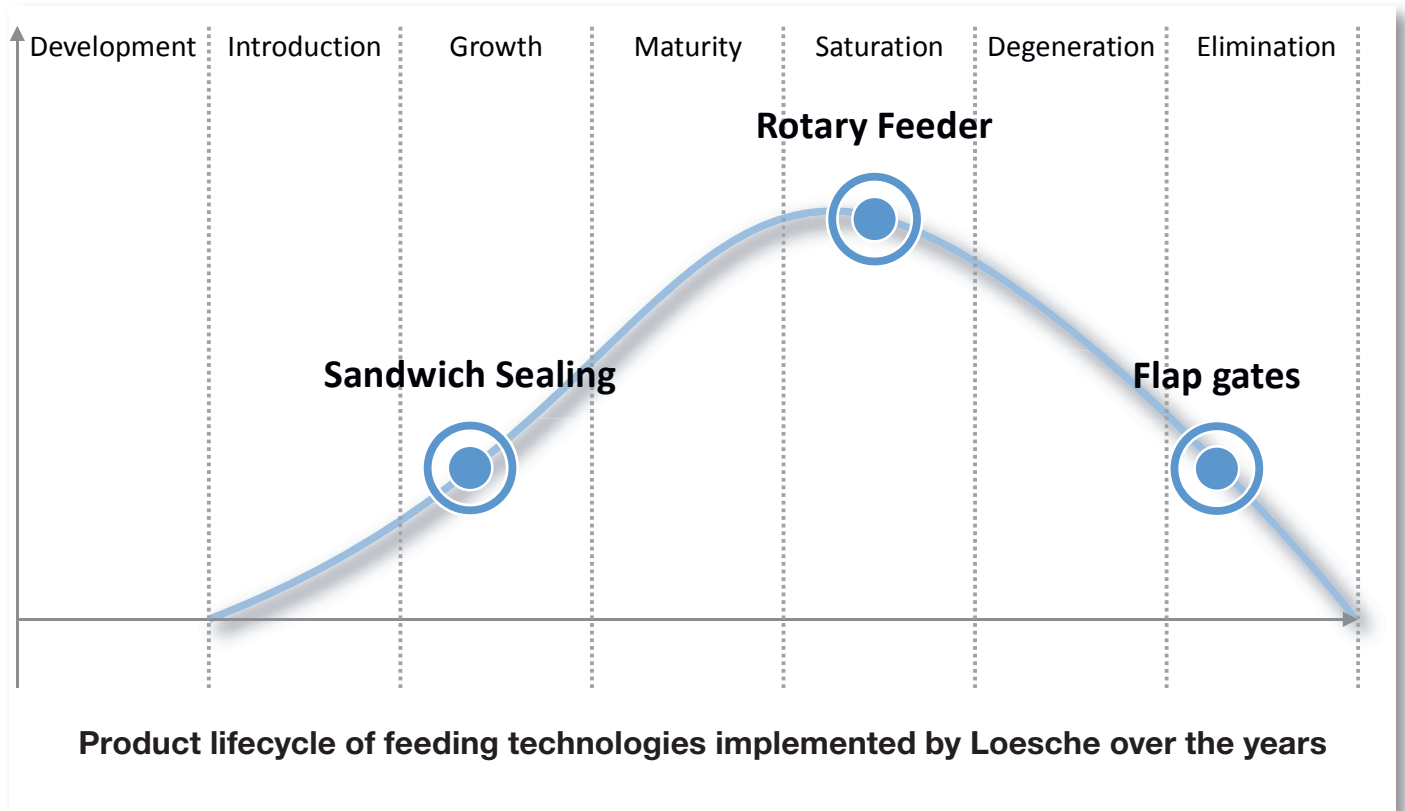 Development Introduction Growth Maturity Saturation Degeneration Elimination
Rotary Feeder
Sandwich Sealing
Flap gates
Product lifecycle of feeding technologies implemented by Loesche over the years